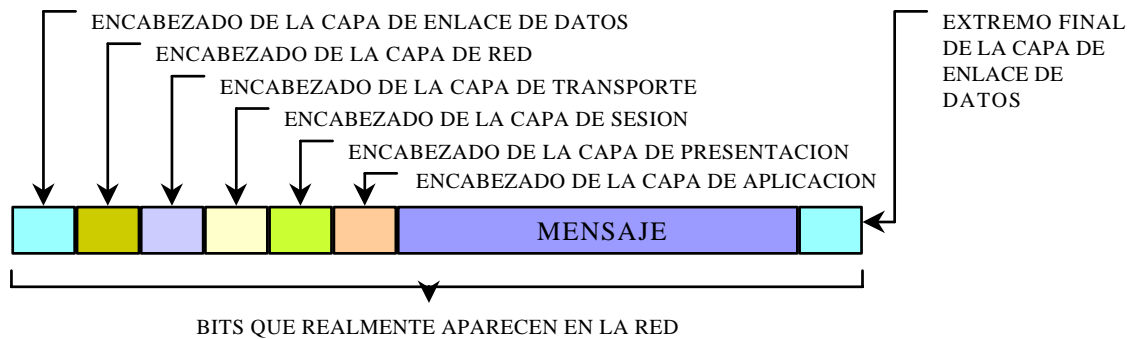 ENCABEZADO DE LA CAPA DE ENLACE DE DATOS
ENCABEZADO DE LA CAPA DE RED
ENCABEZADO DE LA CAPA DE TRANSPORTE
ENCABEZADO DE LA CAPA DE SESION
ENCABEZADO DE LA CAPA DE PRESENTACION
ENCABEZADO DE LA CAPA DE APLICACION
EXTREMO FINAL
DE LA CAPA DE
ENLACE DE
DATOS
MENSAJE
BITS QUE REALMENTE APARECEN EN LA RED